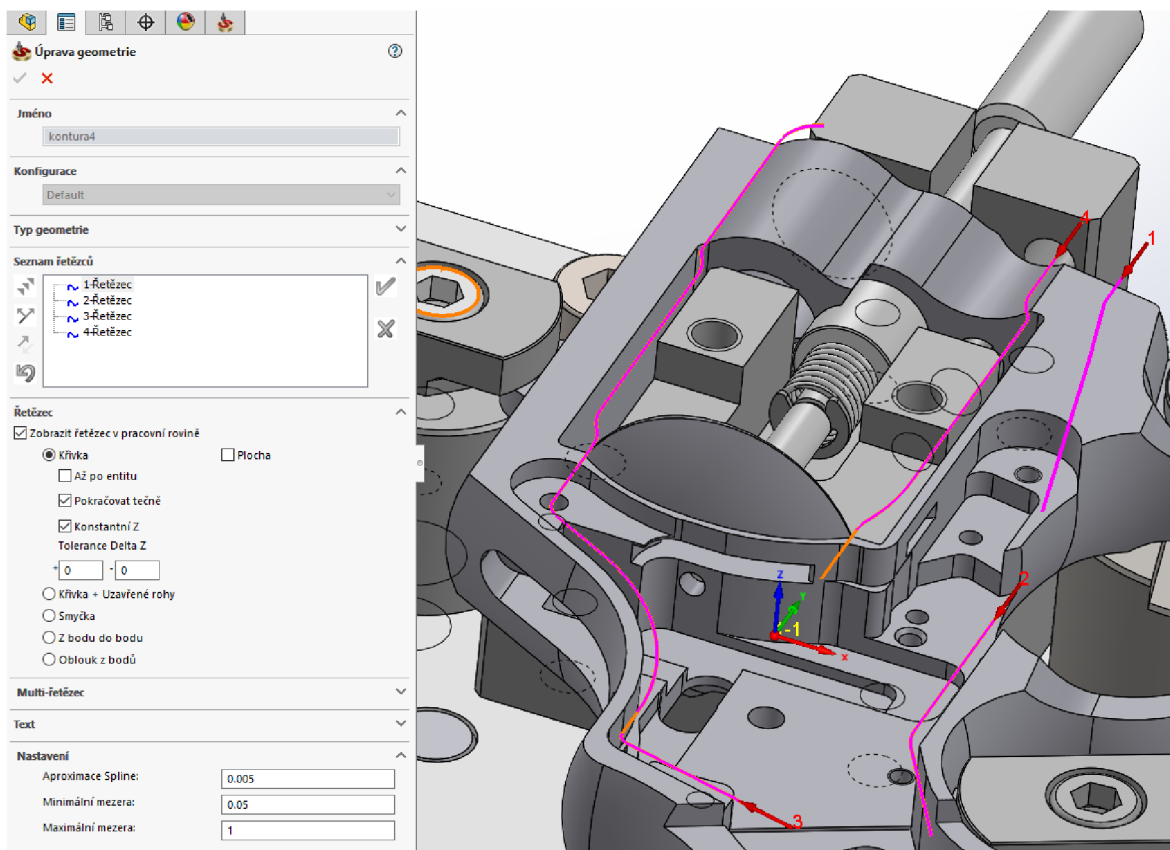 Úprava geometrie
Jméno
kontura4
Konfigurace
Default
Typ geometrie
Seznam řetězců
1-Řetězec
2-Řetězec
3-Řetězec
4-Řetězec
Řetězec
Zobrazit řetězec v pracovní rovině
Křivka
Plocha
Až po entitu
Pokračovat tečně
Konstantní Z
Tolerance Delta Z
+ 0 - 0
Křivka + Uzavřené rohy
Smyčka
Z bodu do bodu
Oblouk z bodů
Multi-řetězec
Text
Nastavení
Aproximace Spline: 0.005
Minimální mezera: 0.05
Maximální mezera: 1
4
1
2
Z
Y
1-1
X
3